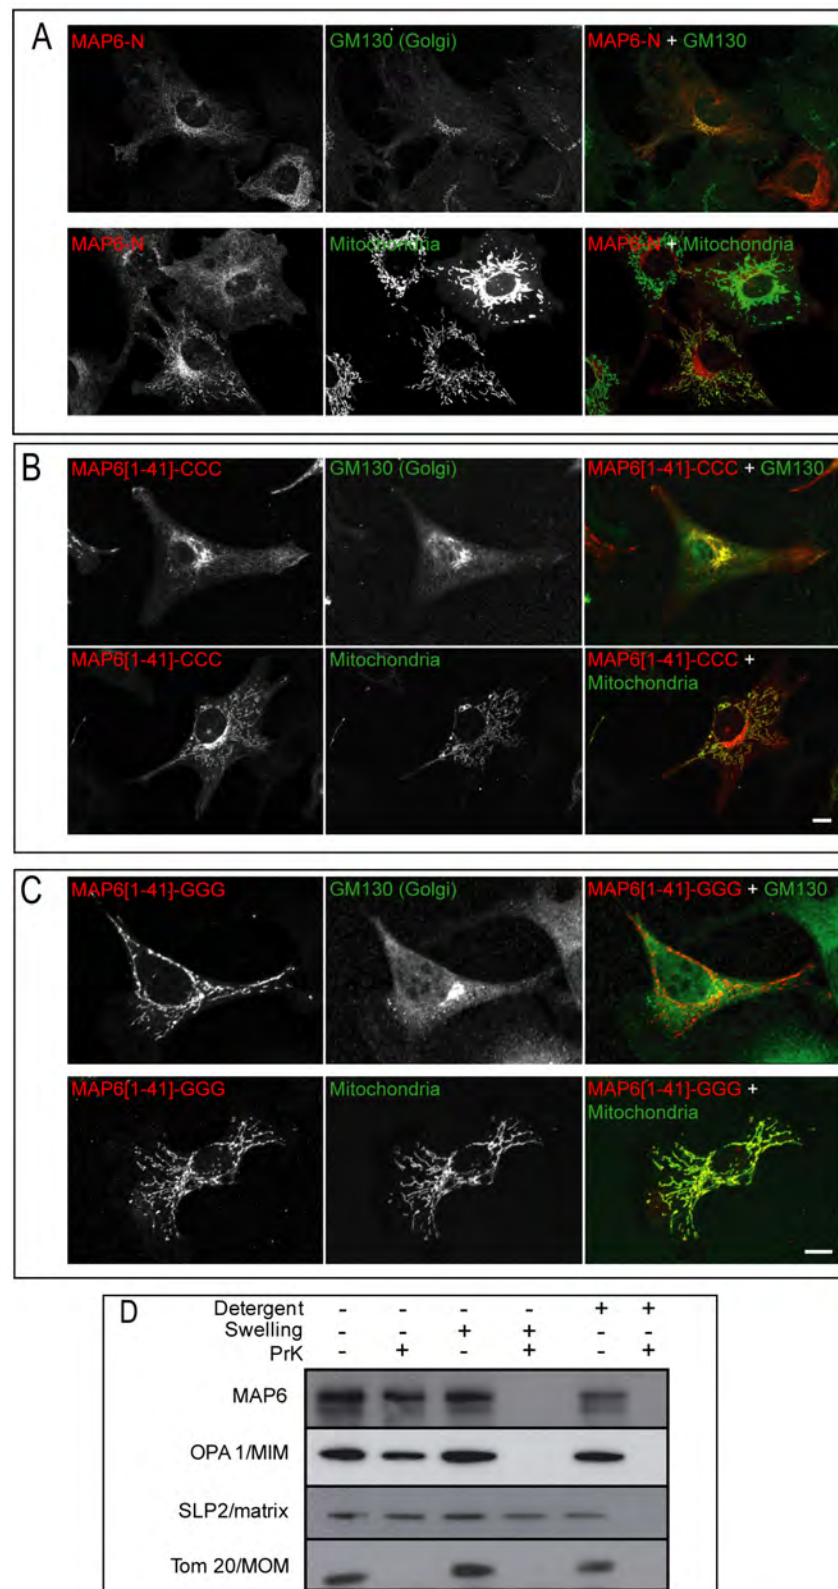 A
MAP6-N
GM130 (Golgi)
MAP6-N + GM130
MAP6-N
Mitochondria
MAP6-N + Mitochondria
B
MAP6[1-41]-CCC
GM130 (Golgi)
MAP6[1-41]-CCC + GM130
MAP6[1-41]-CCC
Mitochondria
MAP6[1-41]-CCC +
Mitochondria
C
MAP6[1-41]-GGG
GM130 (Golgi)
MAP6[1-41]-GGG + GM130
MAP6[1-41]-GGG
Mitochondria
MAP6[1-41]-GGG +
Mitochondria
D
Detergent - - - - + +
Swelling - - + +
PrK - + - + - +
MAP6
OPA 1/MIM
SLP2/matrix
Tom 20/MOM